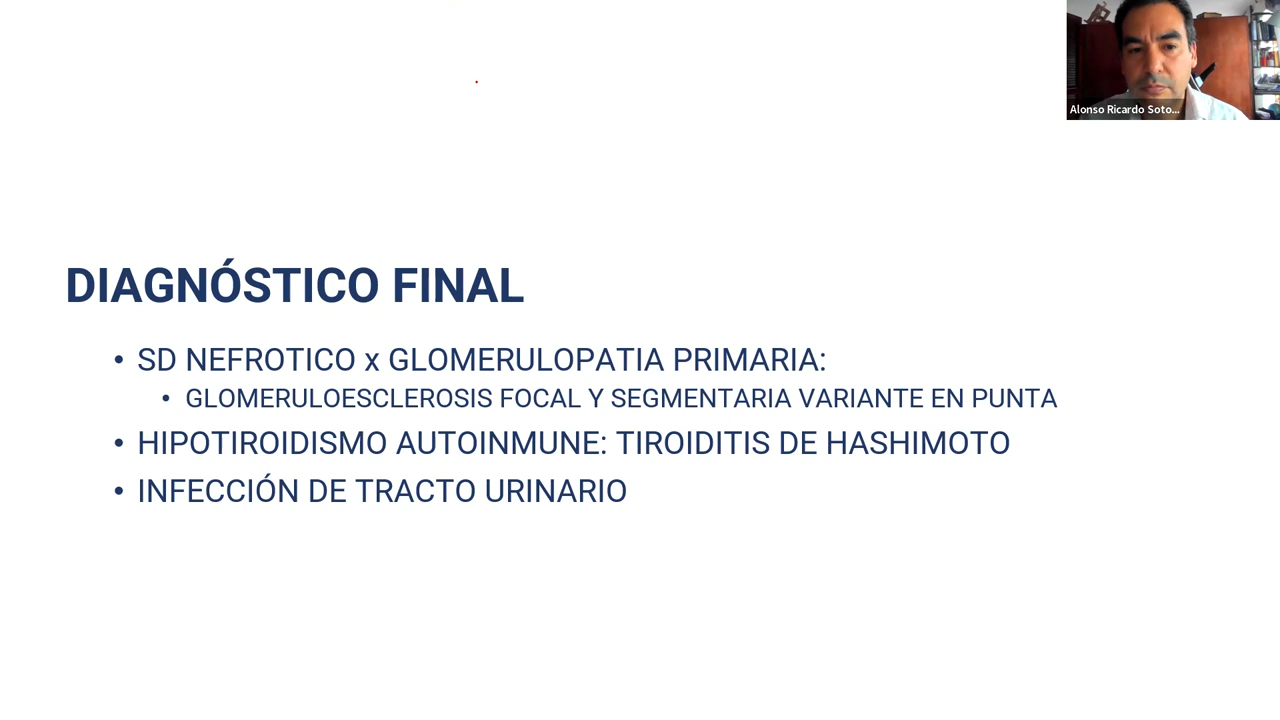 Alonso Ricardo Soto...
DIAGNÓSTICO FINAL
• SD NEFROTICO x GLOMERULOPATIA PRIMARIA:
• GLOMERULOESCLEROSIS FOCAL Y SEGMENTARIA VARIANTE EN PUNTA
• HIPOTIROIDISMO AUTOINMUNE: TIROIDITIS DE HASHIMOTO
• INFECCIÓN DE TRACTO URINARIO